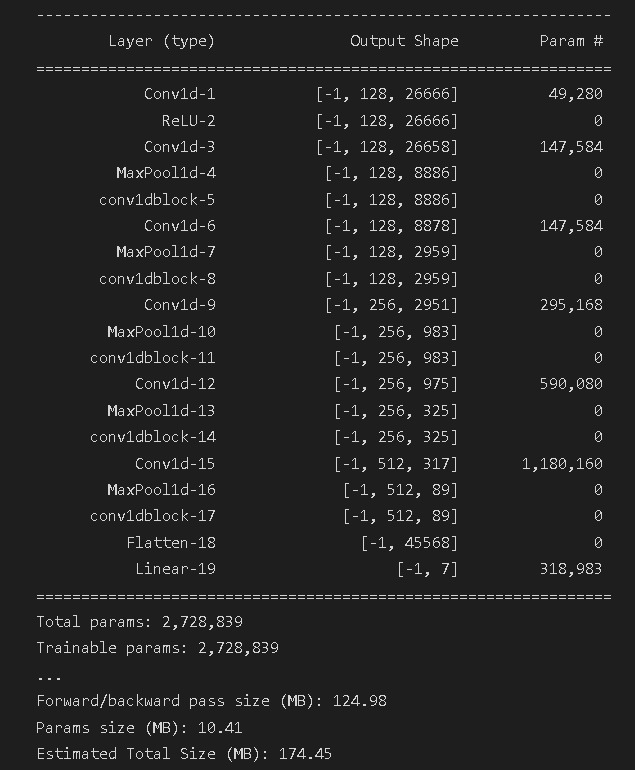 ----------------------------------------------------------------
        Layer (type)               Output Shape         Param #
================================================================
            Conv1d-1           [-1, 128, 26666]          49,280
              ReLU-2           [-1, 128, 26666]               0
            Conv1d-3           [-1, 128, 26658]         147,584
         MaxPool1d-4            [-1, 128, 8886]               0
       conv1dblock-5            [-1, 128, 8886]               0
            Conv1d-6            [-1, 128, 8878]         147,584
         MaxPool1d-7            [-1, 128, 2959]               0
       conv1dblock-8            [-1, 128, 2959]               0
            Conv1d-9            [-1, 256, 2951]         295,168
        MaxPool1d-10             [-1, 256, 983]               0
      conv1dblock-11             [-1, 256, 983]               0
           Conv1d-12             [-1, 256, 975]         590,080
        MaxPool1d-13             [-1, 256, 325]               0
      conv1dblock-14             [-1, 256, 325]               0
           Conv1d-15             [-1, 512, 317]       1,180,160
        MaxPool1d-16              [-1, 512, 89]               0
      conv1dblock-17              [-1, 512, 89]               0
          Flatten-18                [-1, 45568]               0
           Linear-19                    [-1, 7]         318,983
================================================================
Total params: 2,728,839
Trainable params: 2,728,839
...
Forward/backward pass size (MB): 124.98
Params size (MB): 10.41
Estimated Total Size (MB): 174.45